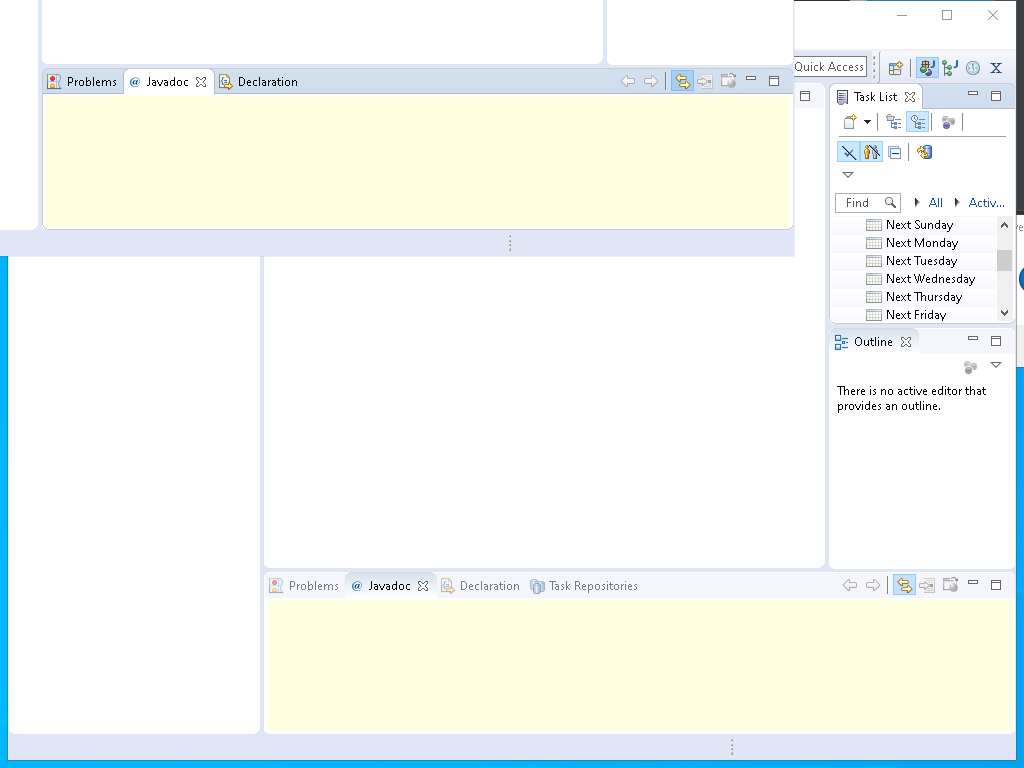 Problems
@ Javadoc
Declaration
Quick Access
Task List
Find
All
Activ...
Next Sunday
Next Monday
Next Tuesday
Next Wednesday
Next Thursday
Next Friday
Outline
There is no active editor that
provides an outline.
Problems
@ Javadoc
Declaration
Task Repositories